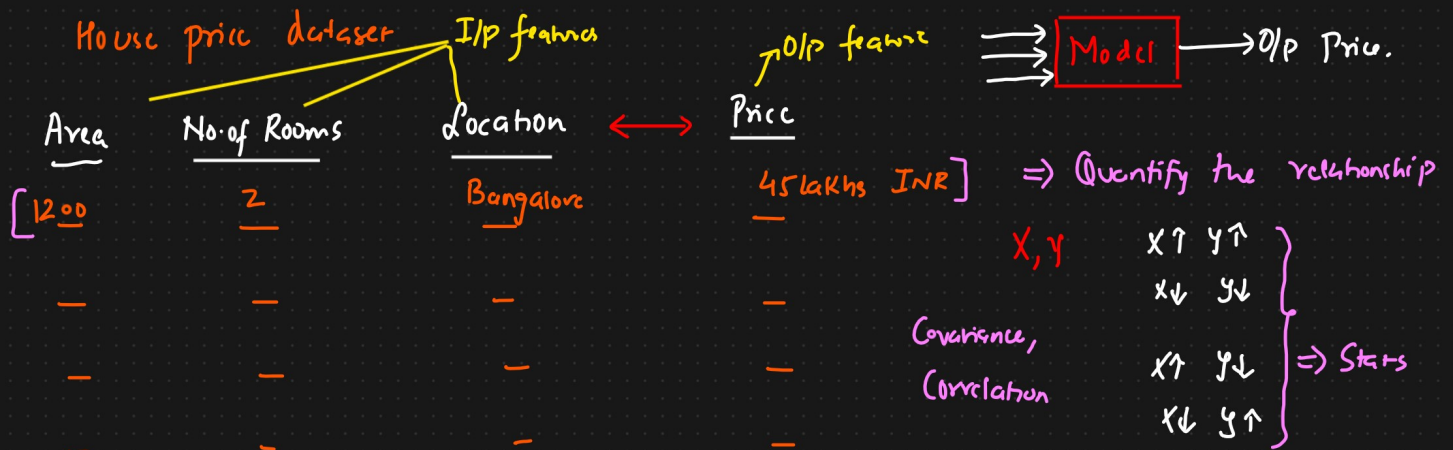 House price dataset I/p features
O/p feature
Model O/p Price.
Area No. of Rooms Location Price
[1200 2 Bangalore 45 lakhs INR] => Quantify the relationship
X, Y
X↑ Y↑
X↓ Y↓
X↑ Y↓
X↓ Y↑
=> Stats
Covariance,
Correlation